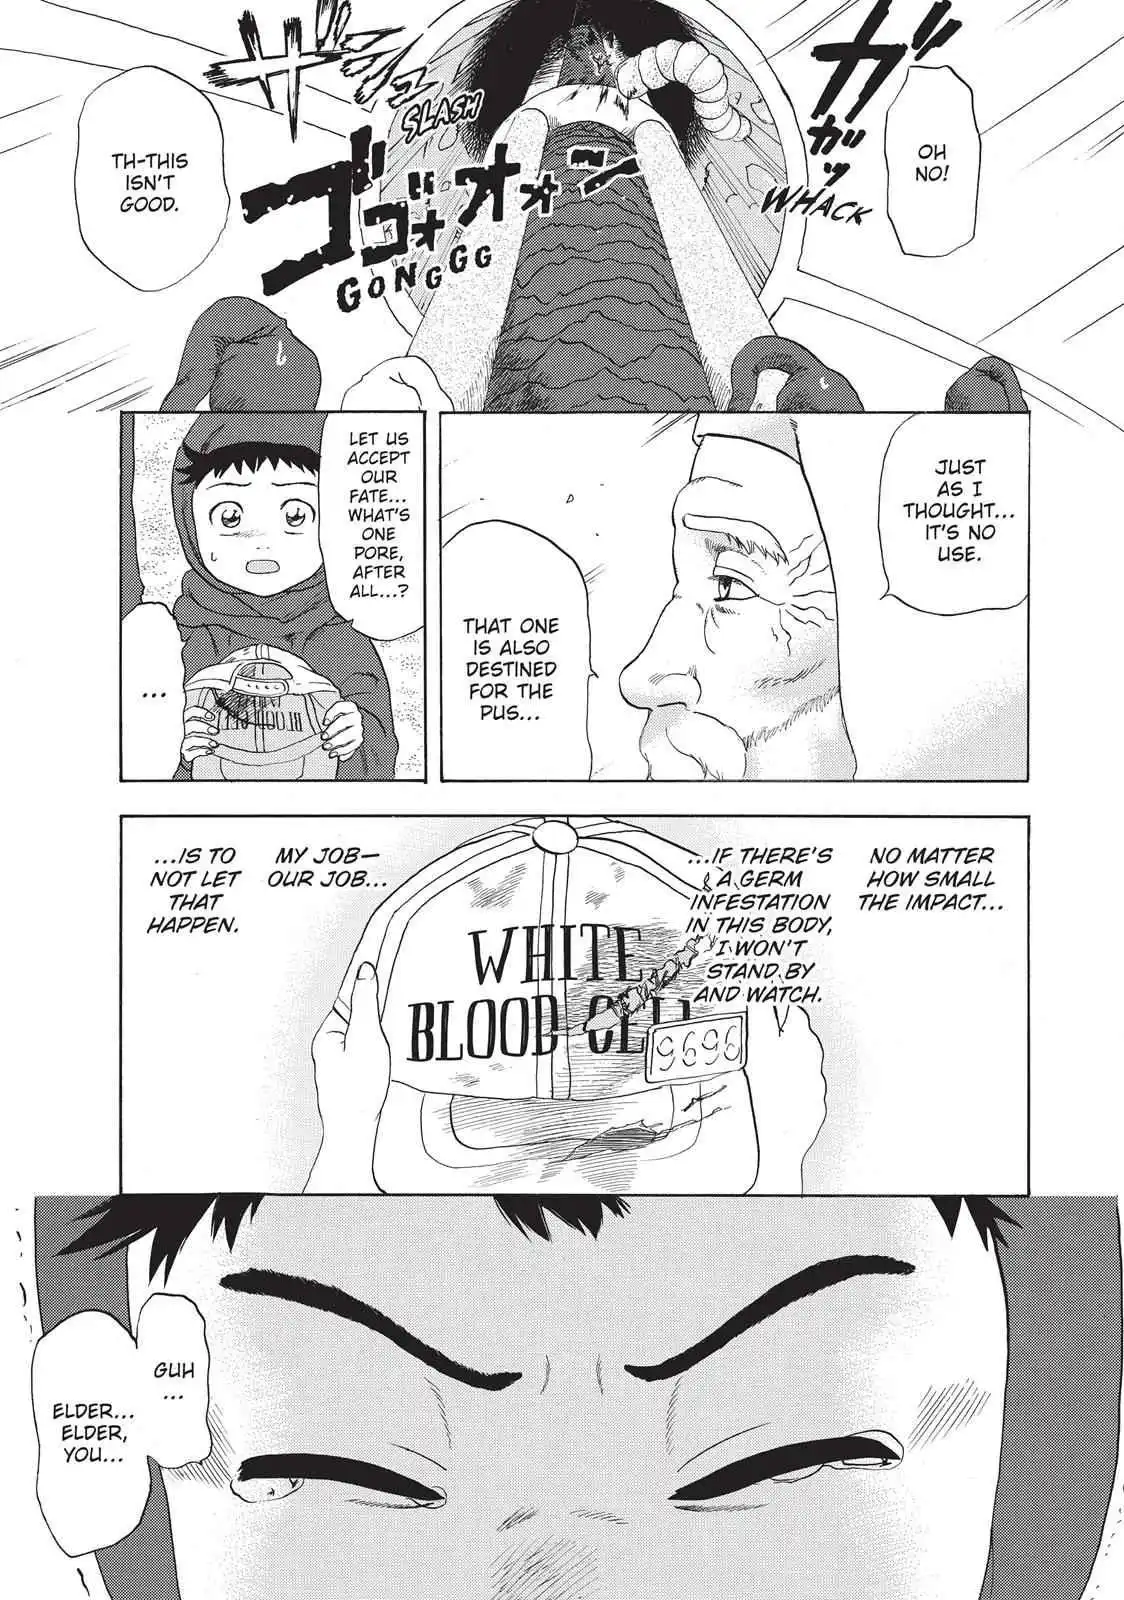 OH
NO!
ガガッ
WHACK
ザシュッ
SLASH
ゴゴォオォン
GONGGG
TH-THIS
ISN'T
GOOD.
JUST
AS I
THOUGHT...
IT'S NO
USE.
THAT ONE
IS ALSO
DESTINED
FOR THE
PUS...
LET US
ACCEPT
OUR
FATE...
WHAT'S
ONE
PORE,
AFTER
ALL...?
...
NO MATTER
HOW SMALL
THE IMPACT...
...IF THERE'S
A GERM
INFESTATION
IN THIS BODY,
I WON'T
STAND BY
AND WATCH.
MY JOB—
OUR JOB...
...IS TO
NOT LET
THAT
HAPPEN.
WHITE
BLOOD CELL
9696
GUH
...
ELDER...
ELDER,
YOU...